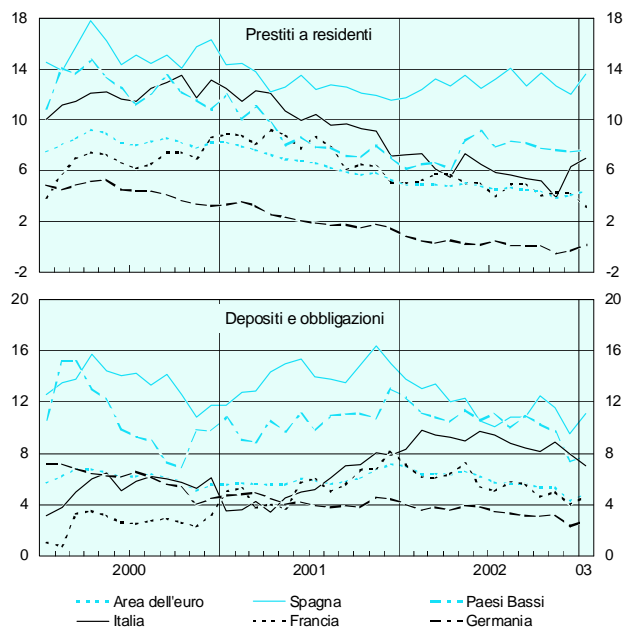 18 18
Prestiti a residenti
14 14
10 10
6 6
2 2
-2 -2
20 20
Depositi e obbligazioni
16 16
12 12
8 8
4 4
0 0
2000 2001 2002 03
Area dell'euro Spagna Paesi Bassi
Italia Francia Germania